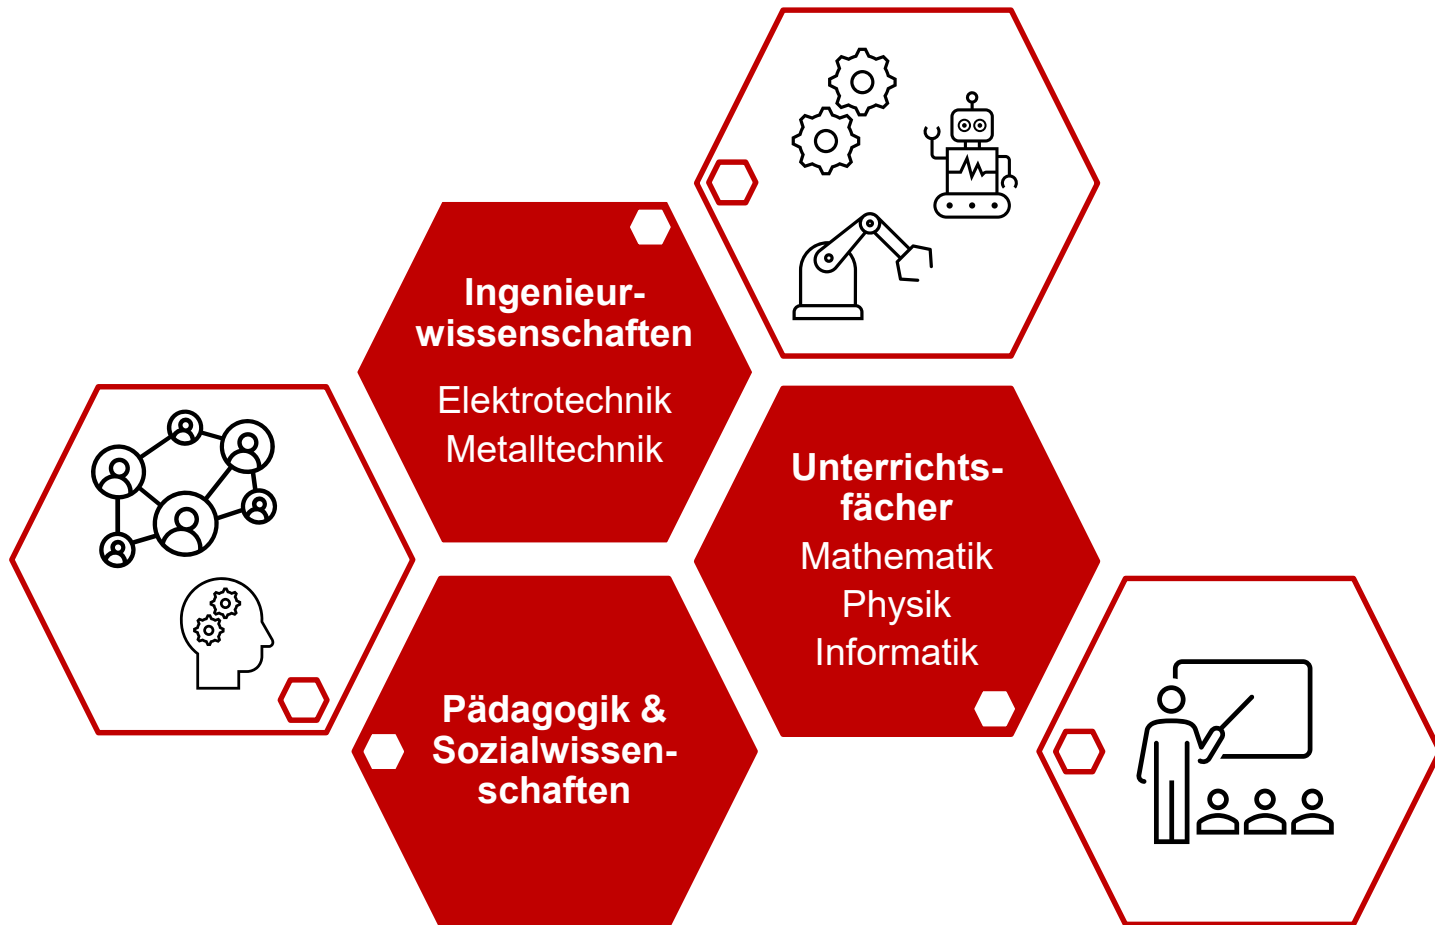 Ingenieur-
wissenschaften
Elektrotechnik
Metalltechnik
Unterrichts-
fächer
Mathematik
Physik
Informatik
Pädagogik &
Sozialwissen-
schaften